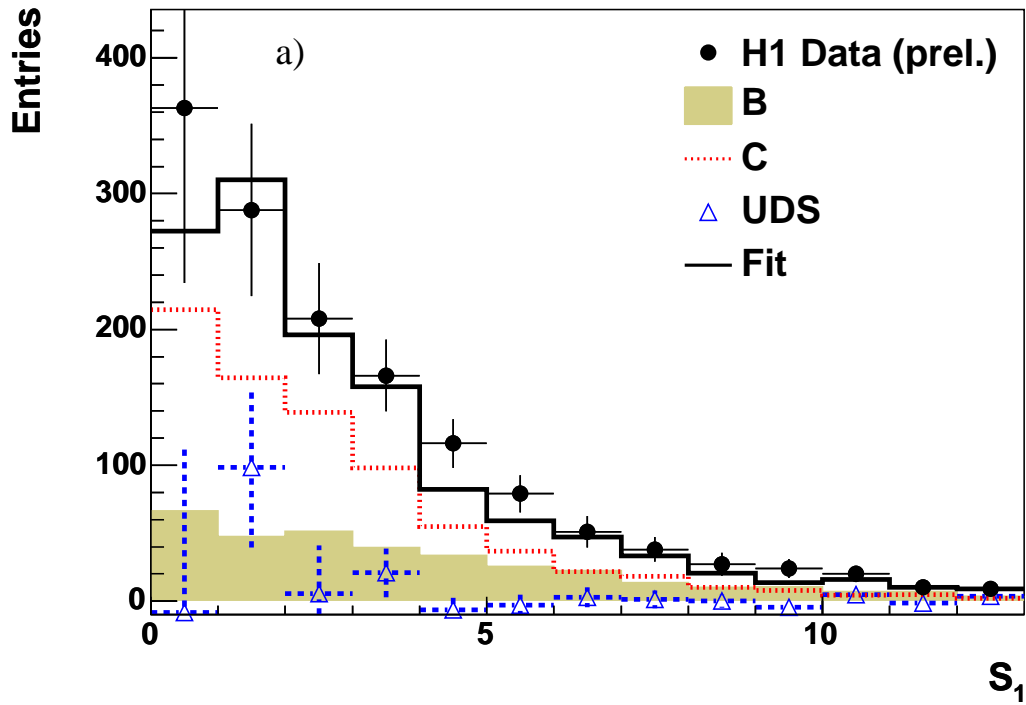 Entries
a)
H1 Data (prel.)
B
C
UDS
Fit
400
300
200
100
0
0 5 10
S₁